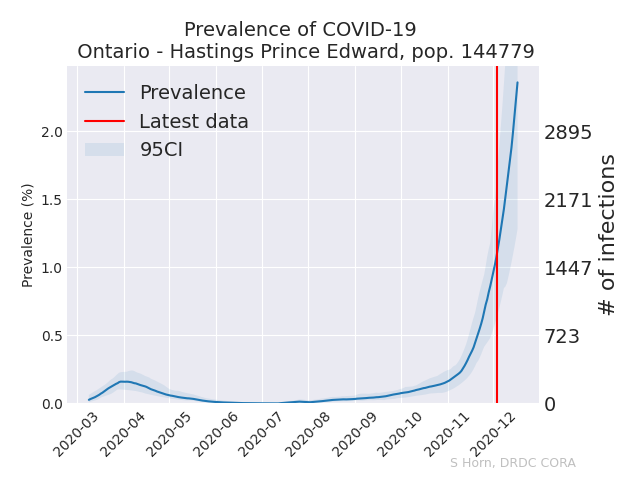 Prevalence of COVID-19
Ontario - Hastings Prince Edward, pop. 144779
Prevalence
Latest data
95CI
Prevalence (%)
2.0
1.5
1.0
0.5
0.0
2895
2171
1447
723
0
# of infections
2020-03
2020-04
2020-05
2020-06
2020-07
2020-08
2020-09
2020-10
2020-11
2020-12
S Horn, DRDC CORA